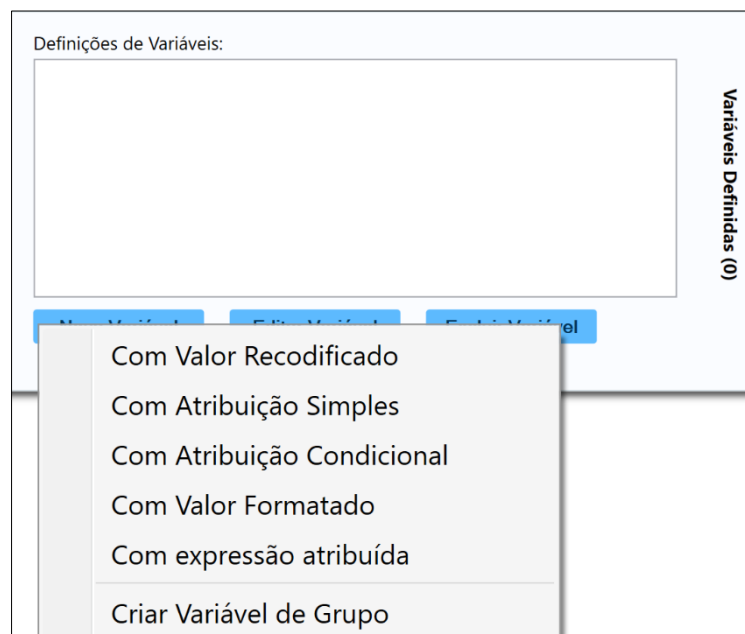 Definições de Variáveis:
Variáveis Definidas (0)
Com Valor Recodificado
Com Atribuição Simples
Com Atribuição Condicional
Com Valor Formatado
Com expressão atribuída
Criar Variável de Grupo